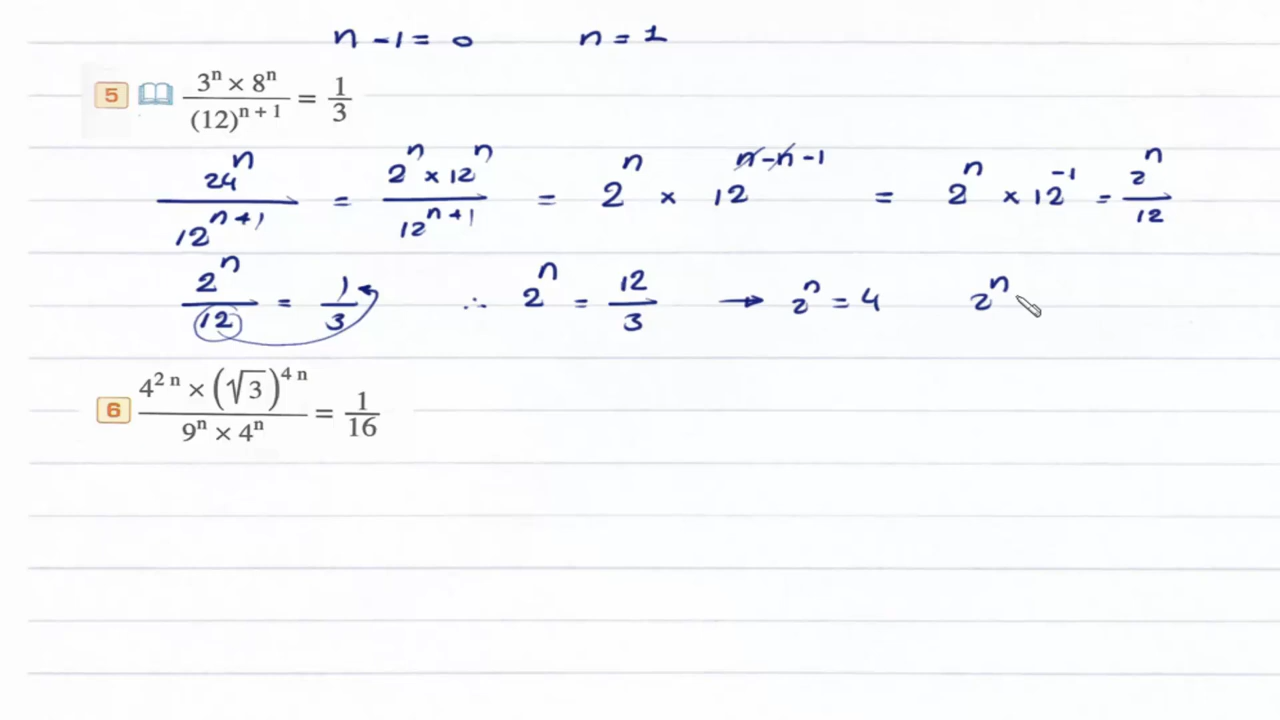 n - 1 = 0 n = 1
5 (3ⁿ × 8ⁿ)/((12)ⁿ⁺¹) = 1/3
24ⁿ/12ⁿ⁺¹ = (2ⁿ × 12ⁿ)/12ⁿ⁺¹ = 2ⁿ × 12ⁿ⁻ⁿ⁻¹ = 2ⁿ × 12⁻¹ = 2ⁿ/12
2ⁿ/12 = 1/3 ∴ 2ⁿ = 12/3 → 2ⁿ = 4 2ⁿ
6 (4²ⁿ × (√3)⁴ⁿ)/(9ⁿ × 4ⁿ) = 1/16